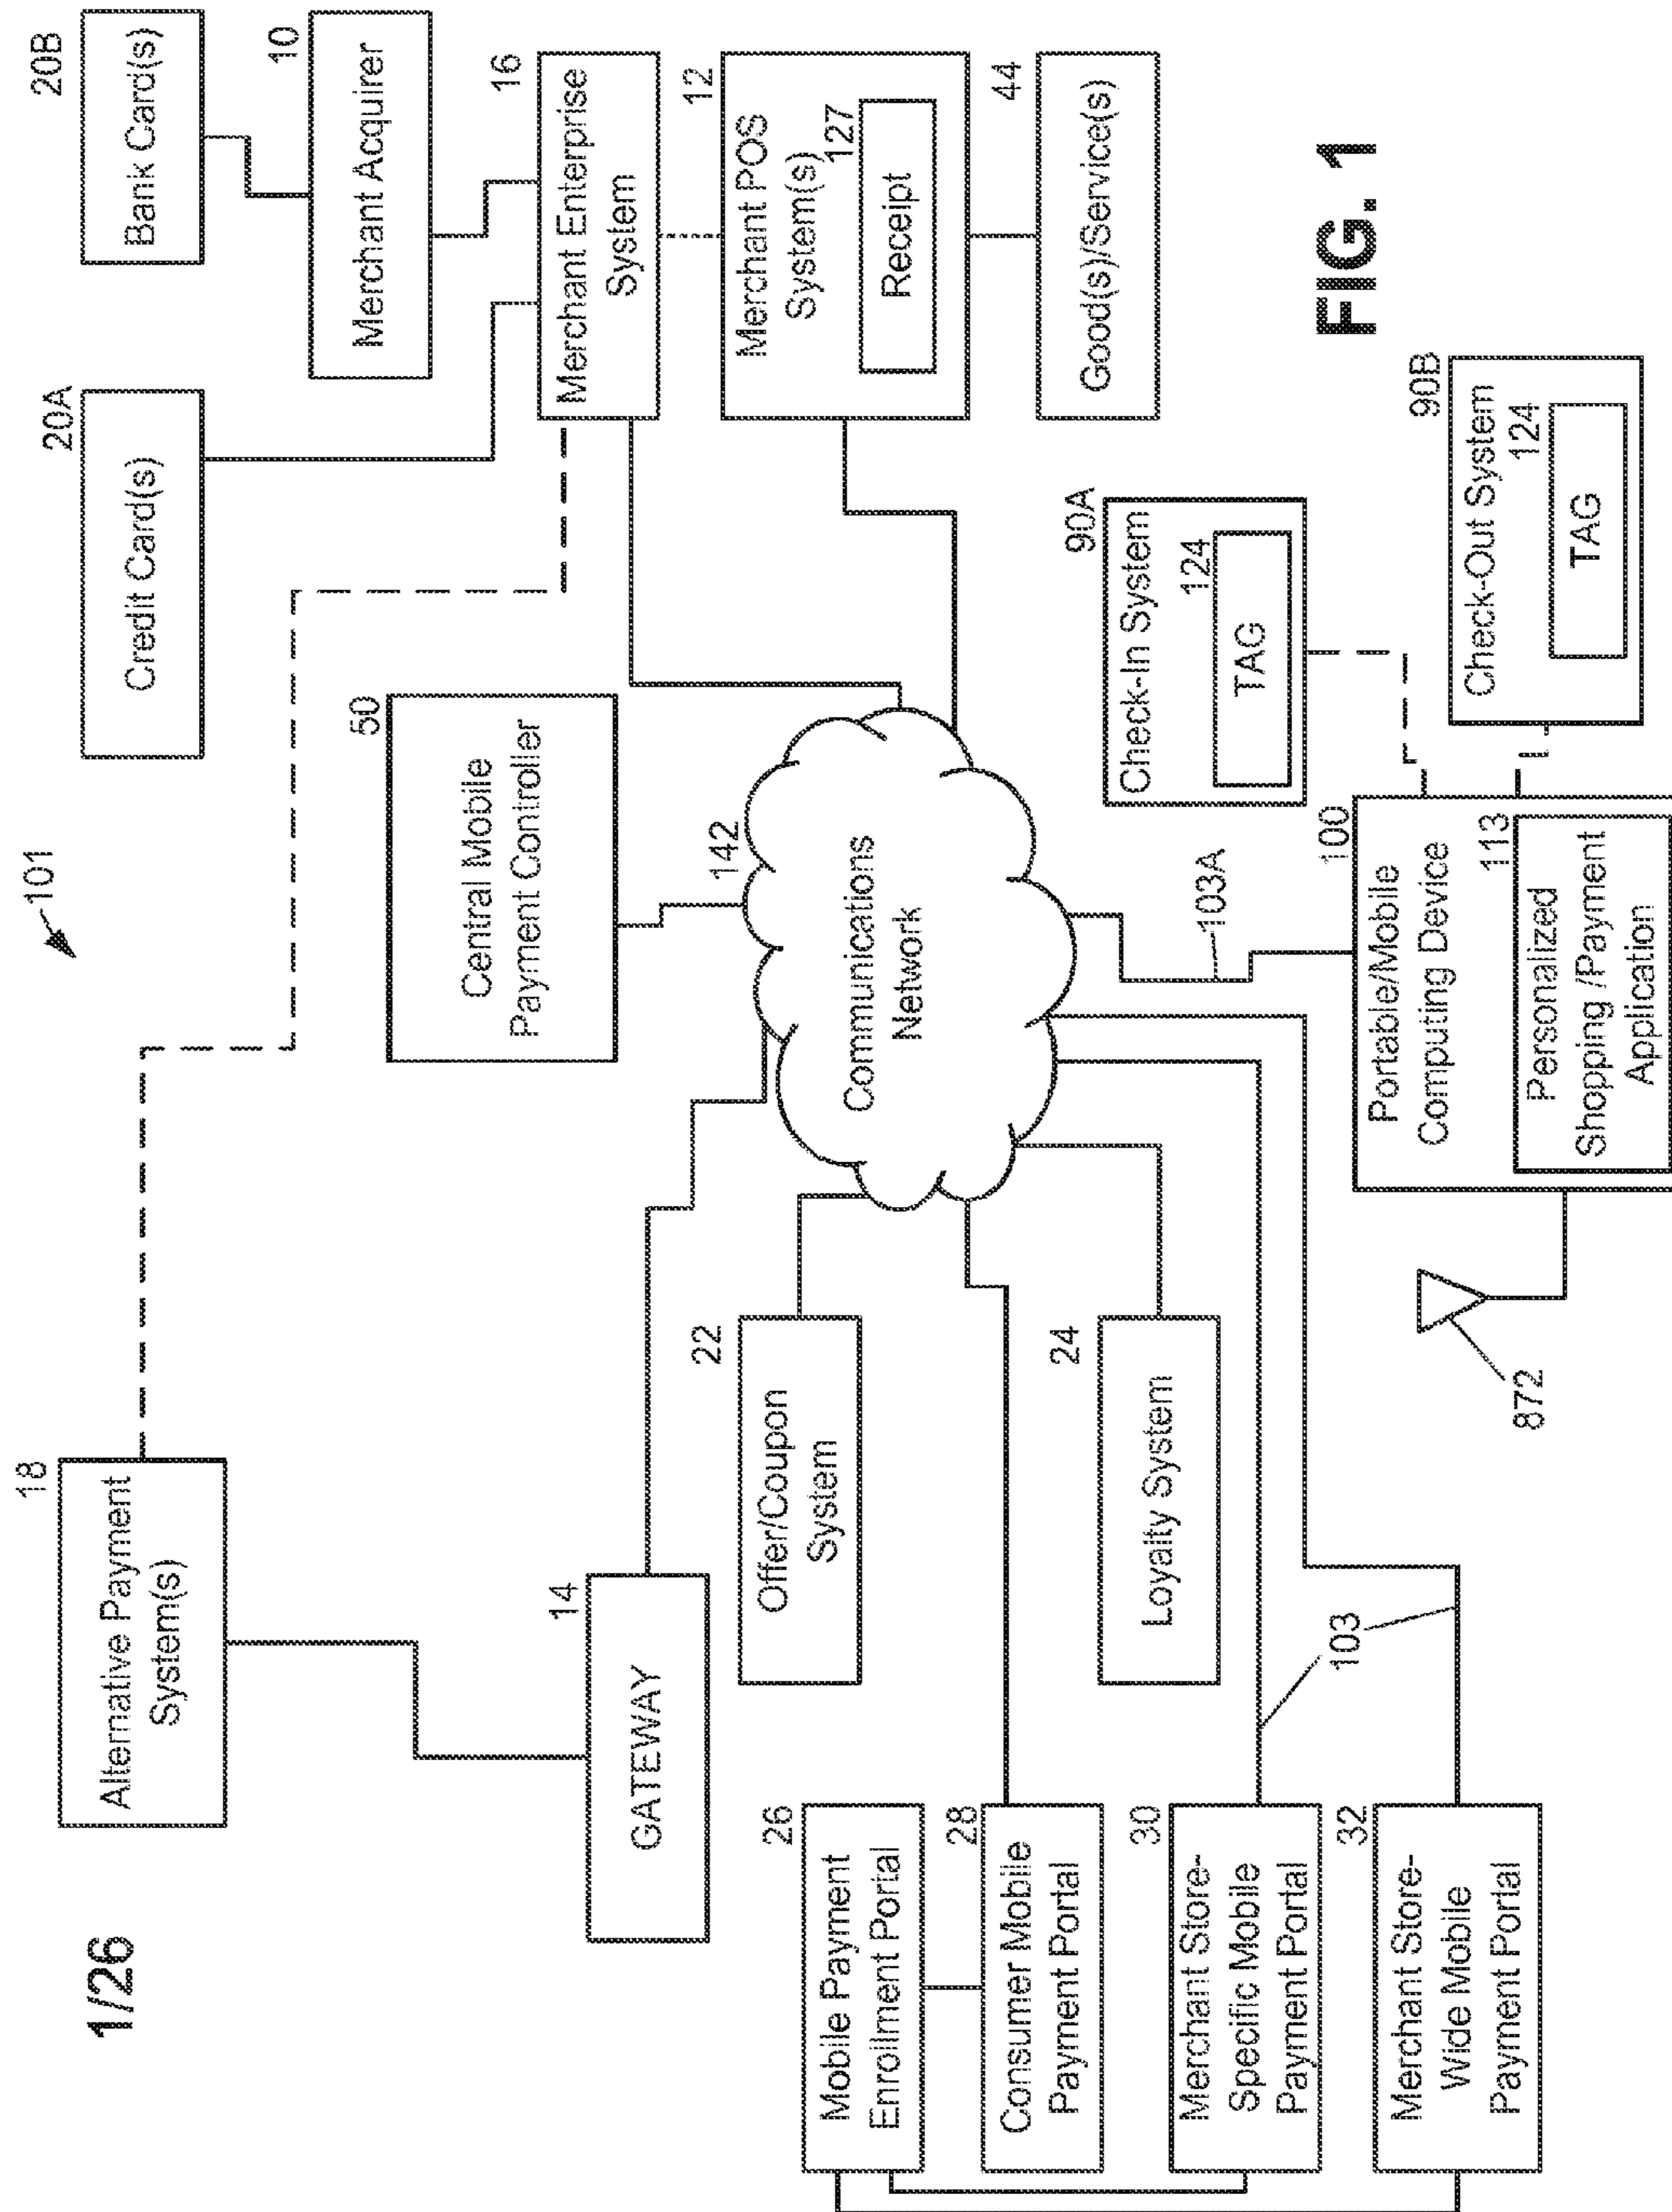 1/26
101
18
Alternative Payment
System(s)
20A
Credit Card(s)
20B
Bank Card(s)
10
Merchant Acquirer
16
Merchant Enterprise
System
12
Merchant POS
System(s)
127
Receipt
44
Good(s)/Service(s)
50
Central Mobile
Payment Controller
14
GATEWAY
142
Communications
Network
22
Offer/Coupon
System
24
Loyalty System
26
Mobile Payment
Enrollment Portal
28
Consumer Mobile
Payment Portal
30
Merchant Store-
Specific Mobile
Payment Portal
32
Merchant Store-
Wide Mobile
Payment Portal
103
103A
872
100
Portable/Mobile
Computing Device
113
Personalized
Shopping /Payment
Application
90A
Check-In System
124
TAG
90B
Check-Out System
124
TAG
FIG. 1